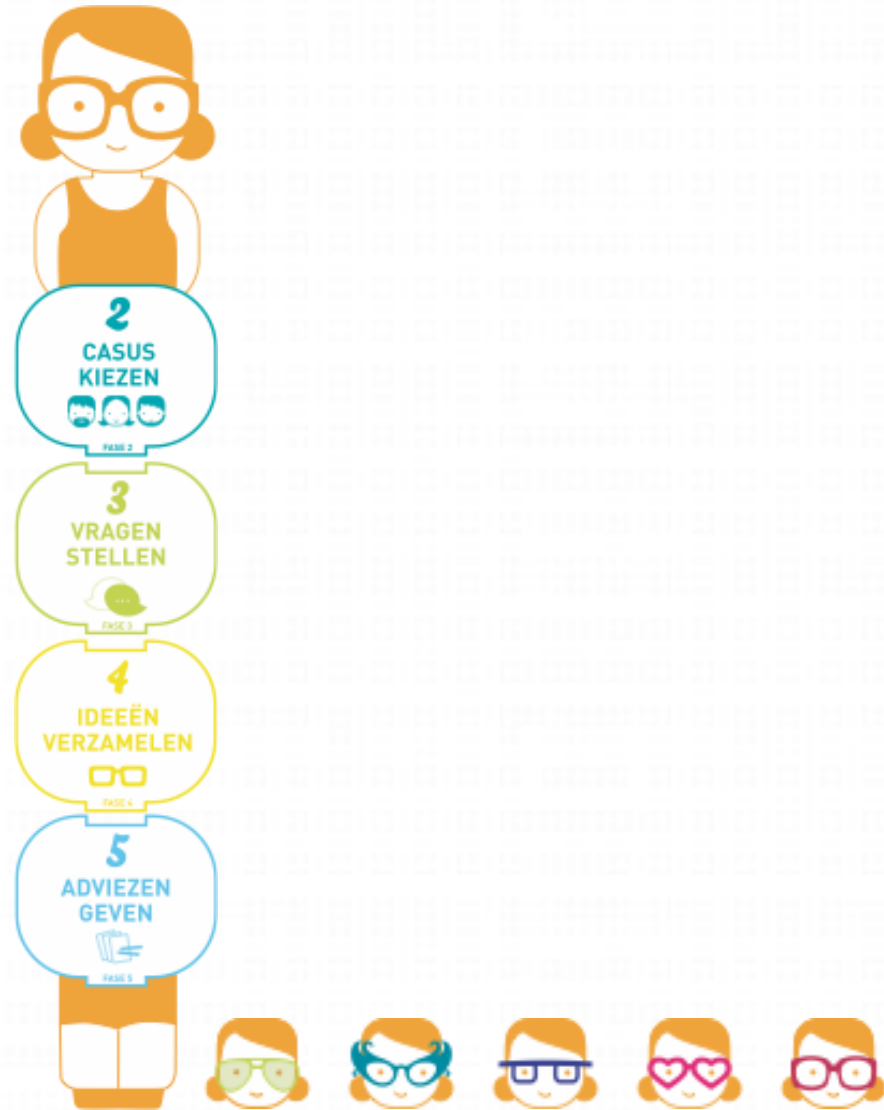 2
CASUS
KIEZEN
FASE 2
3
VRAGEN
STELLEN
FASE 3
4
IDEEËN
VERZAMELEN
FASE 4
5
ADVIEZEN
GEVEN
FASE 5